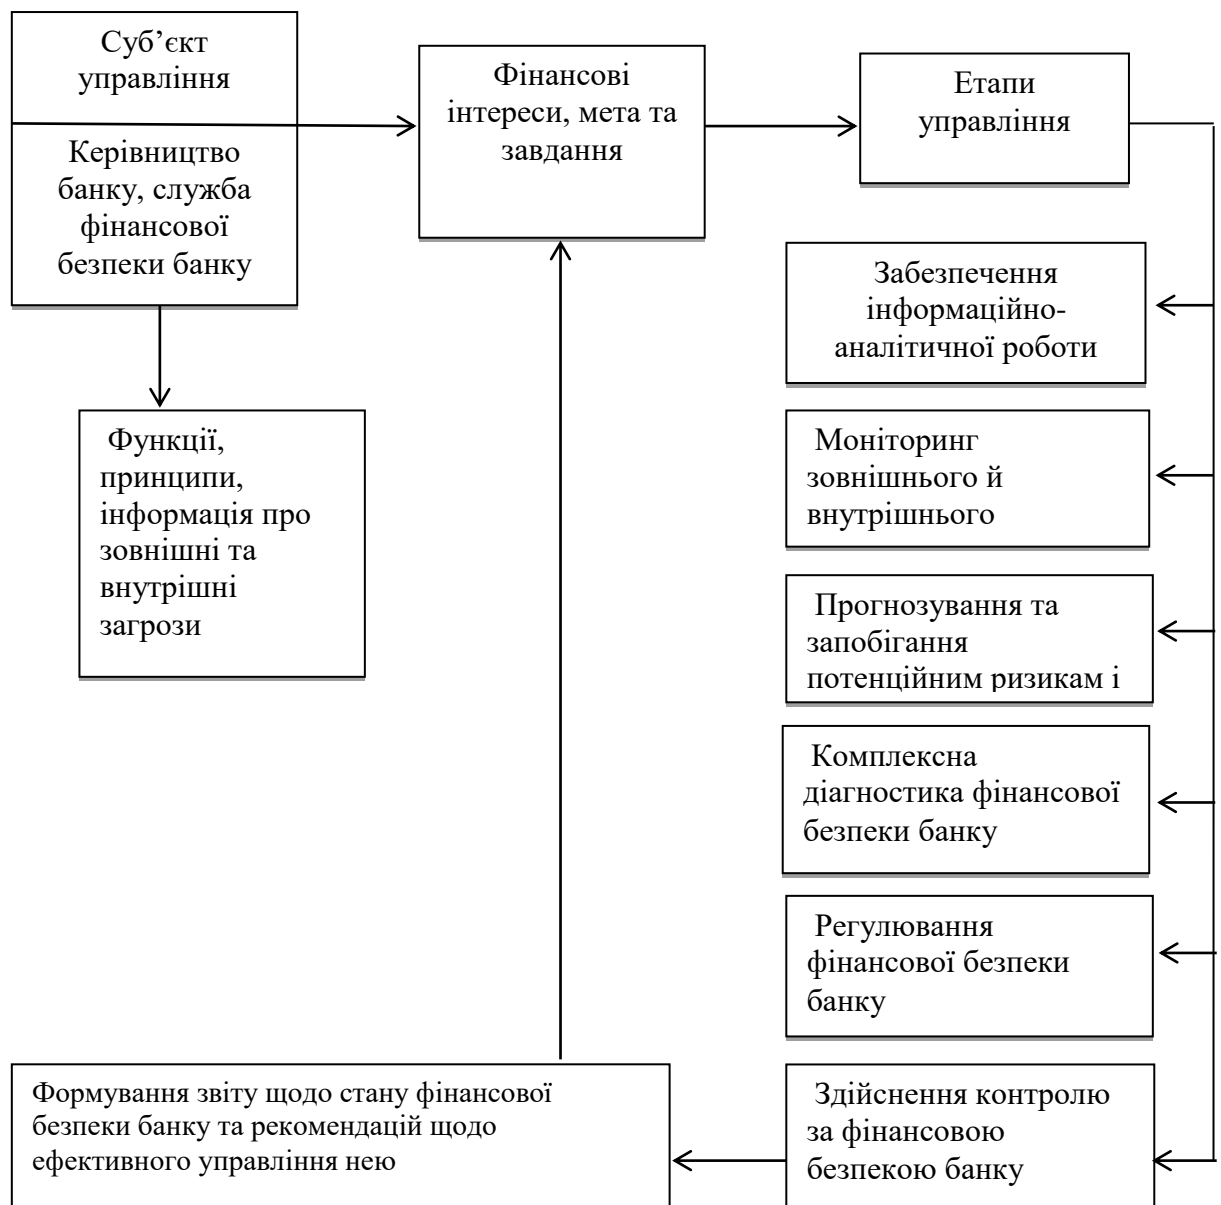 Суб’єкт
управління
Керівництво
банку, служба
фінансової
безпеки банку
Фінансові
інтереси, мета та
завдання
Етапи
управління
Забезпечення
інформаційно-
аналітичної роботи
Функції,
принципи,
інформація про
зовнішні та
внутрішні
загрози
Моніторинг
зовнішнього й
внутрішнього
Прогнозування та
запобігання
потенційним ризикам і
Комплексна
діагностика фінансової
безпеки банку
Регулювання
фінансової безпеки
банку
Здійснення контролю
за фінансовою
безпекою банку
Формування звіту щодо стану фінансової
безпеки банку та рекомендацій щодо
ефективного управління нею